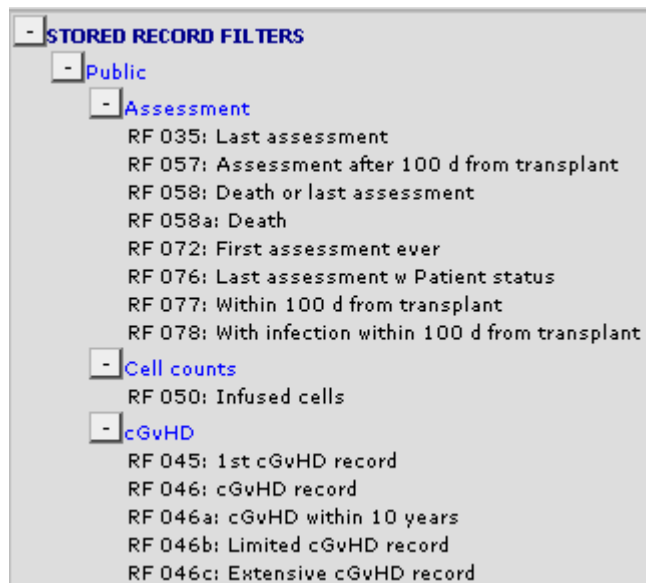 STORED RECORD FILTERS
Public
Assessment
RF 035: Last assessment
RF 057: Assessment after 100 d from transplant
RF 058: Death or last assessment
RF 058a: Death
RF 072: First assessment ever
RF 076: Last assessment w Patient status
RF 077: Within 100 d from transplant
RF 078: With infection within 100 d from transplant
Cell counts
RF 050: Infused cells
cGvHD
RF 045: 1st cGvHD record
RF 046: cGvHD record
RF 046a: cGvHD within 10 years
RF 046b: Limited cGvHD record
RF 046c: Extensive cGvHD record